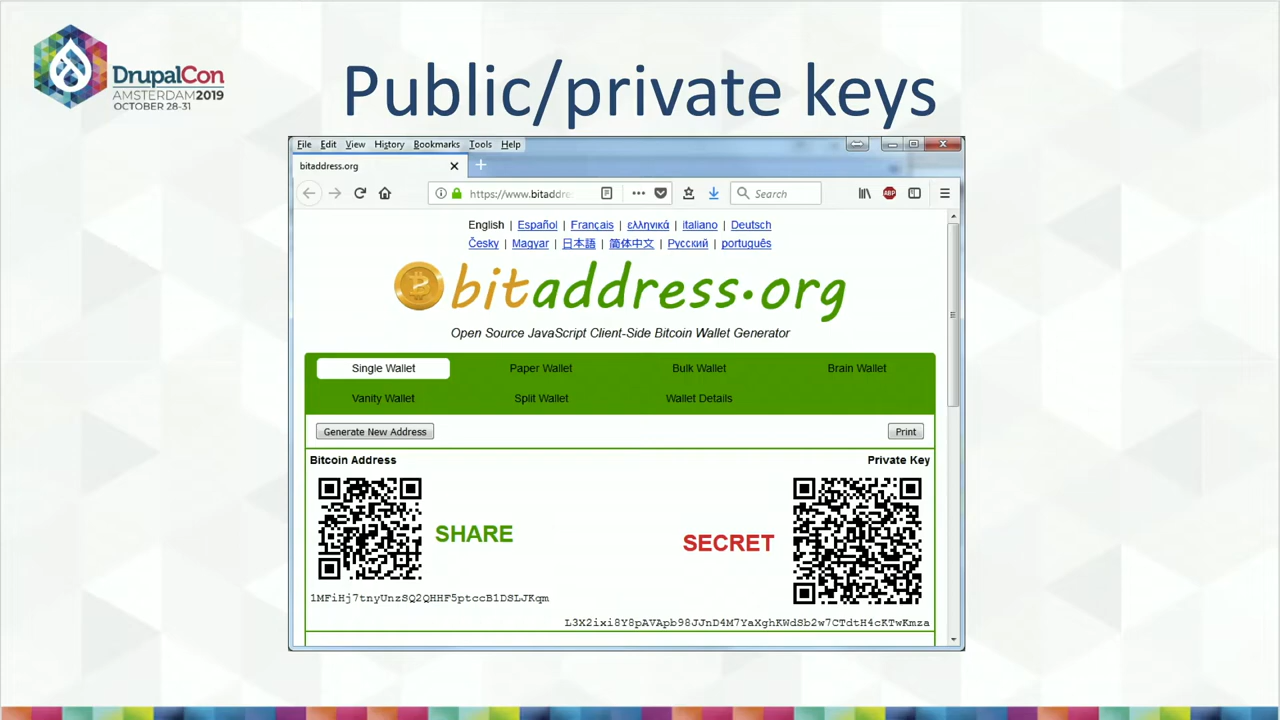 DrupalCon
AMSTERDAM 2019
OCTOBER 28-31
Public/private keys
File Edit View History Bookmarks Tools Help
bitaddress.org
https://www.bitaddre
Search
ABP
English | Español | Français | ελληνικά | italiano | Deutsch
Česky | Magyar | 日本語 | 简体中文 | Русский | português
bitaddress.org
Open Source JavaScript Client-Side Bitcoin Wallet Generator
Single Wallet Paper Wallet Bulk Wallet Brain Wallet
Vanity Wallet Split Wallet Wallet Details
Generate New Address Print
Bitcoin Address Private Key
SHARE
SECRET
1MFiHj7tnyUnzSQ2QHHF5ptccB1DSLJKqm
L3X2ixi8Y8pAVApb98JJnD4M7YaXghKWdSb2w7CTdtH4cKTwKmza